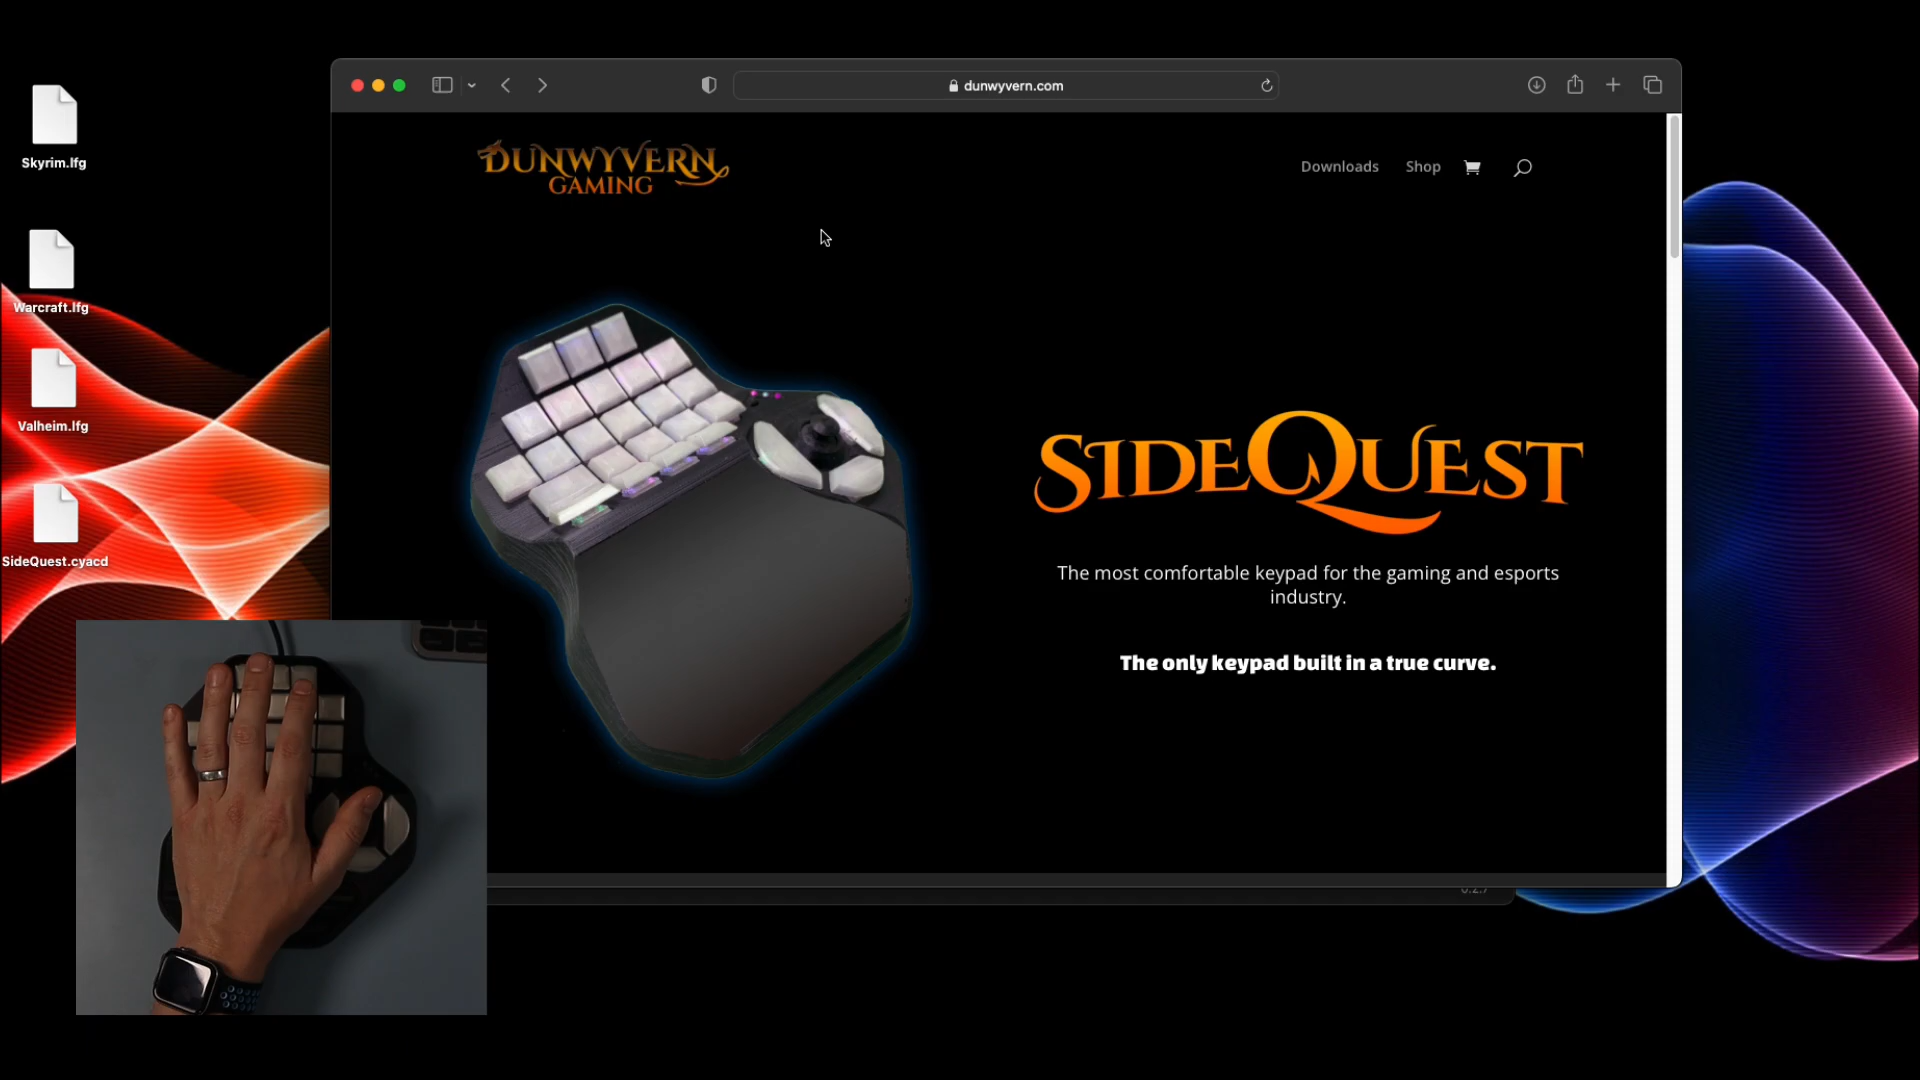 dunwyvern.com
Skyrim.lfg
DUNWYVERN
GAMING
Downloads
Shop
Warcraft.lfg
Valheim.lfg
SIDEQUEST
SideQuest.cyacd
The most comfortable keypad for the gaming and esports
industry.
The only keypad built in a true curve.